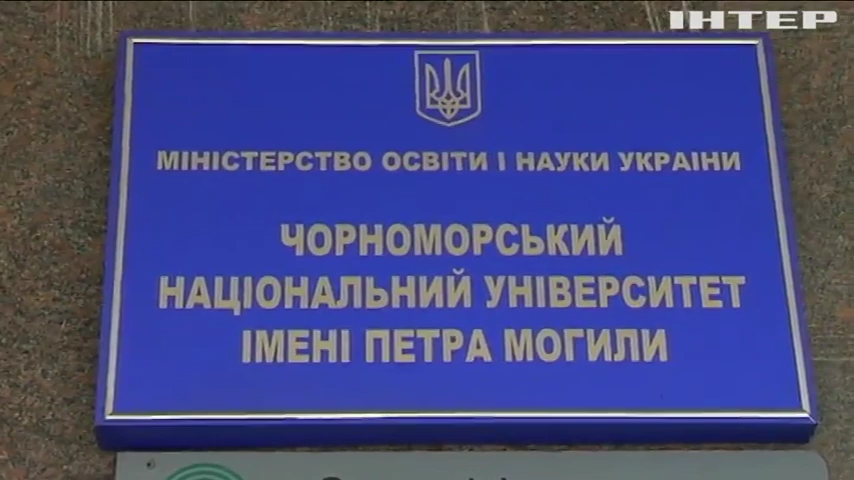 ІНТЕР
МІНІСТЕРСТВО ОСВІТИ І НАУКИ УКРАЇНИ
ЧОРНОМОРСЬКИЙ
НАЦІОНАЛЬНИЙ УНІВЕРСИТЕТ
ІМЕНІ ПЕТРА МОГИЛИ